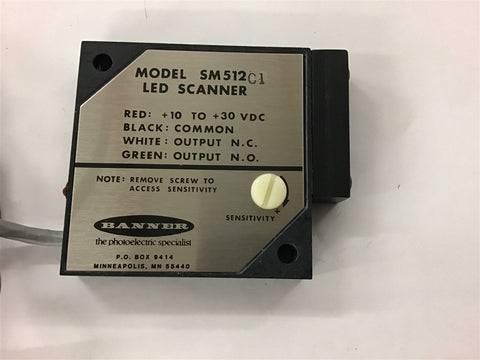 MODEL SM512C1
LED SCANNER
RED: +10 TO +30 VDC
BLACK: COMMON
WHITE: OUTPUT N.C.
GREEN: OUTPUT N.O.
NOTE: REMOVE SCREW TO
ACCESS SENSITIVITY
SENSITIVITY
BANNER
the photoelectric specialist
P.O. BOX 9414
MINNEAPOLIS, MN 55440